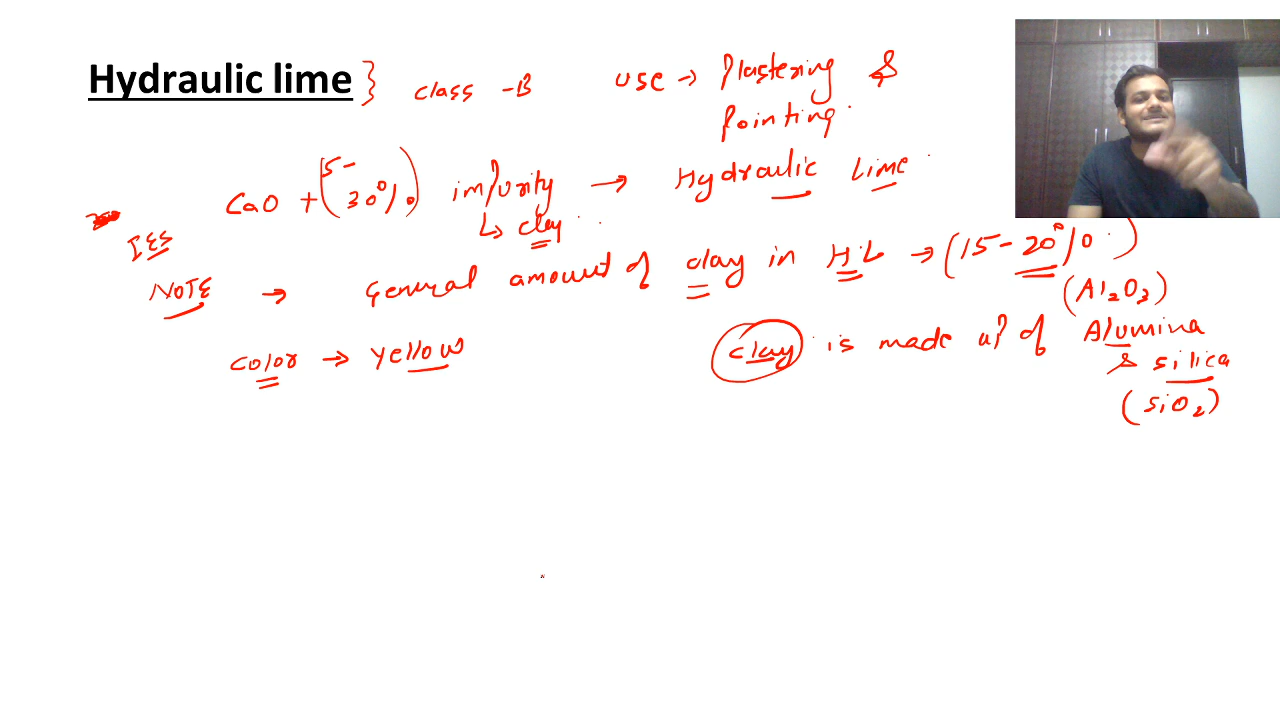 Hydraulic lime } class -B use → Plastering &
Pointing.
CaO + (5-30%) impurity → Hydraulic Lime
↳ clay
IES
NOTE → General amount of clay in HL → (15-20%)
(Al2O3)
color → yellow
clay is made up of Alumina
& silica
(SiO2)